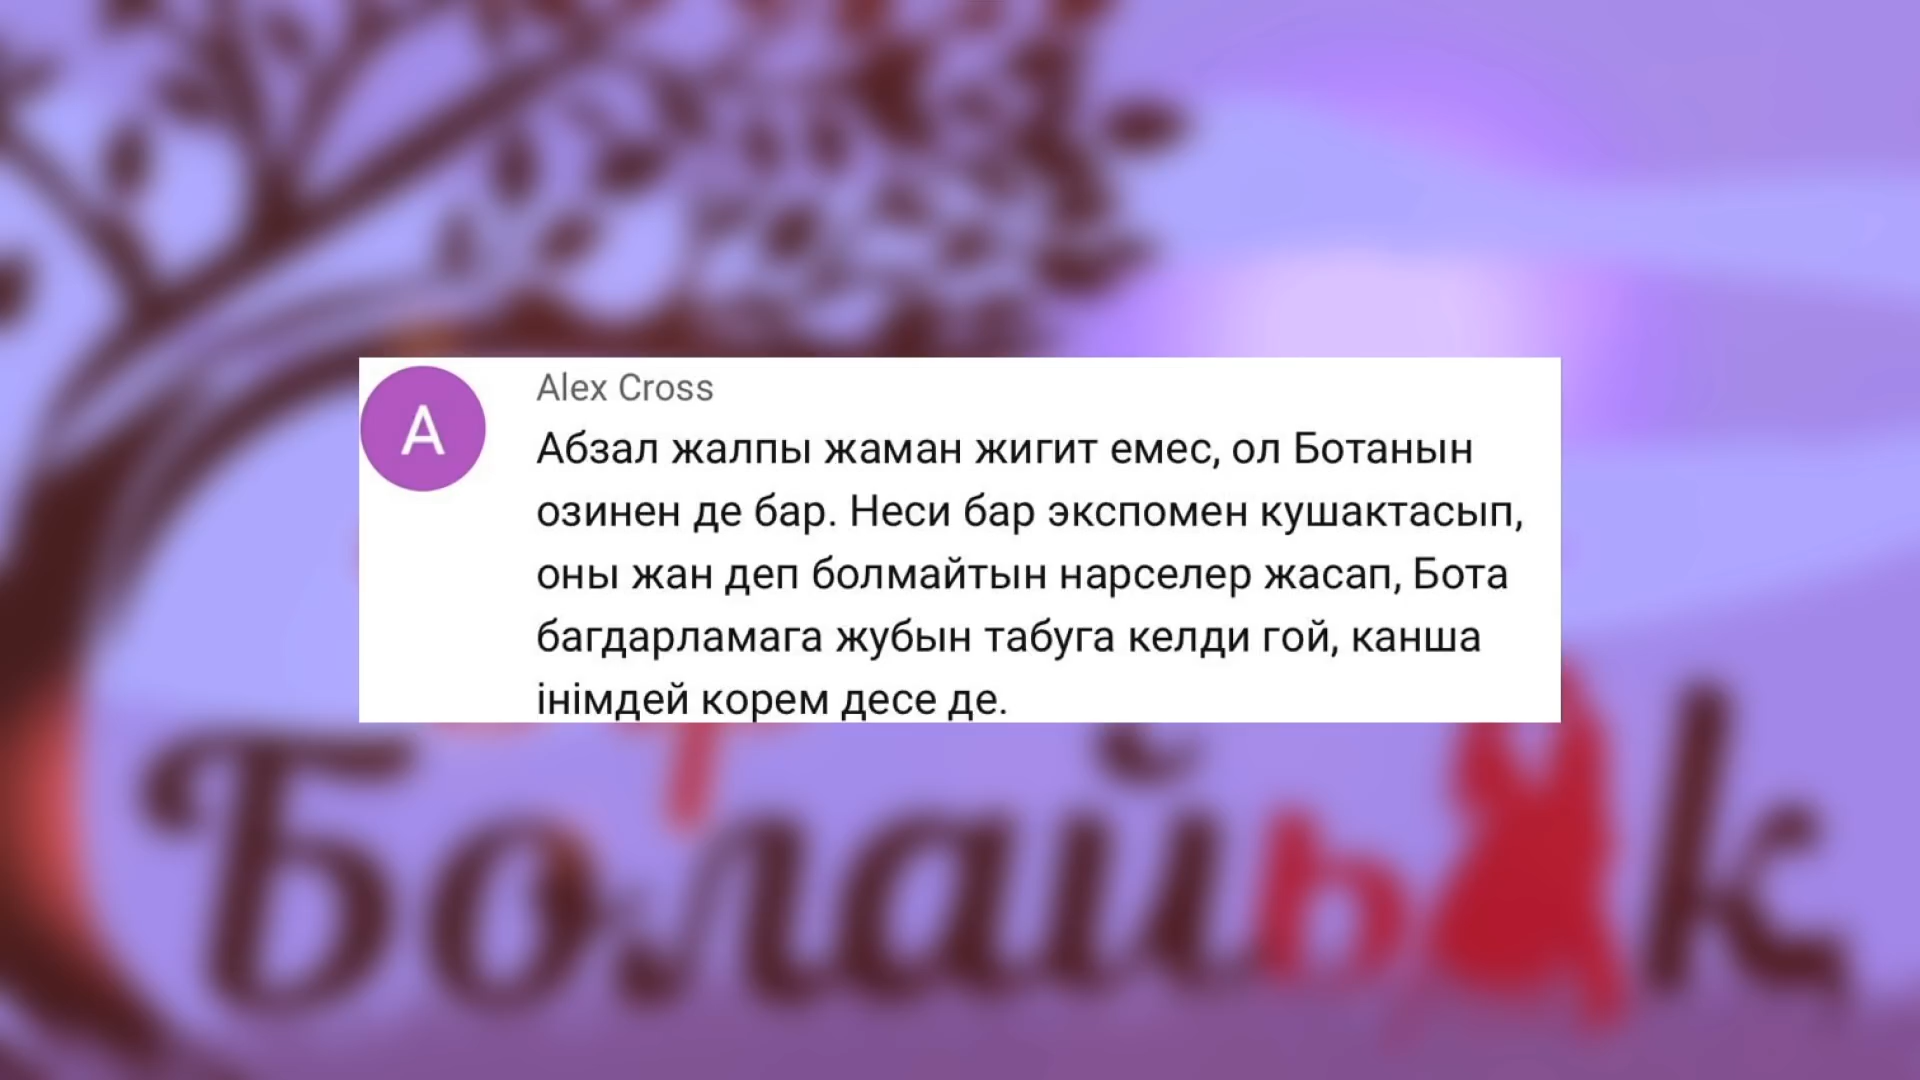 A
Alex Cross
Абзал жалпы жаман жигит емес, ол Ботанын
озинен де бар. Неси бар экспомен кушактасып,
оны жан деп болмайтын нарселер жасап, Бота
багдарламага жубын табуга келди гой, канша
інімдей корем десе де.
Болайық